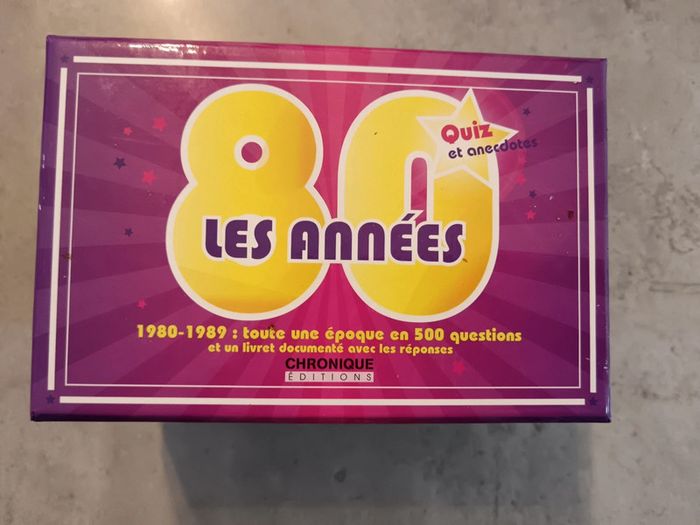 80
Quiz
et anecdotes
LES ANNÉES
1980-1989 : toute une époque en 500 questions
et un livret documenté avec les réponses
CHRONIQUE
ÉDITIONS